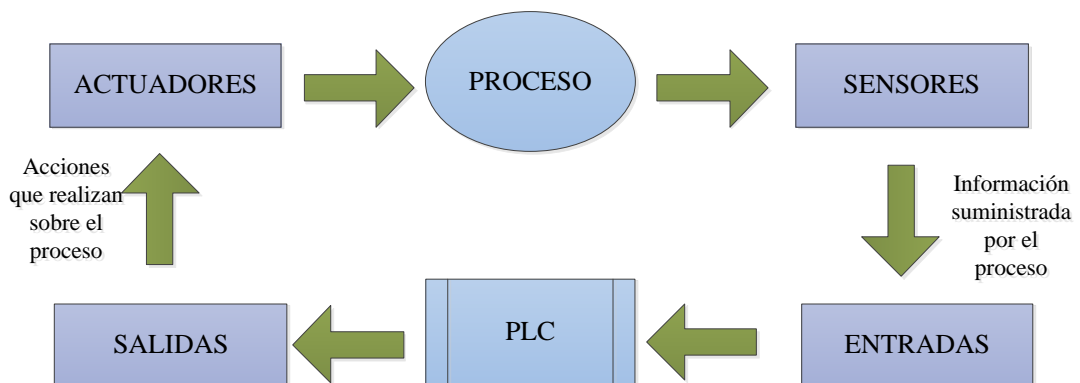 ACTUADORES
PROCESO
SENSORES
Acciones
que realizan
sobre el
proceso
Información
suministrada
por el
proceso
SALIDAS
PLC
ENTRADAS